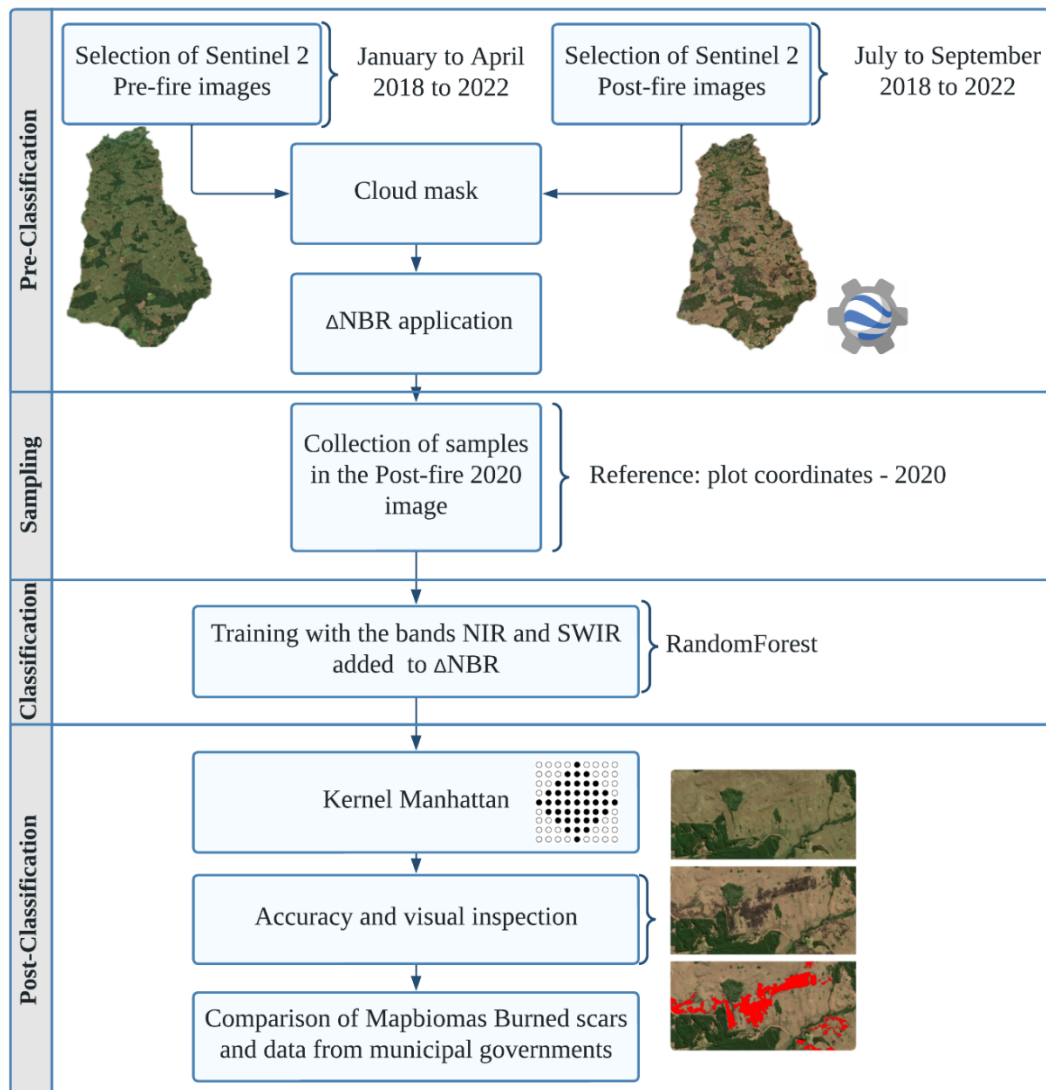 Pre-Classification
Selection of Sentinel 2
Pre-fire images
January to April
2018 to 2022
Selection of Sentinel 2
Post-fire images
July to September
2018 to 2022
Cloud mask
ΔNBR application
Sampling
Collection of samples
in the Post-fire 2020
image
Reference: plot coordinates - 2020
Classification
Training with the bands NIR and SWIR
added to ΔNBR
RandomForest
Post-Classification
Kernel Manhattan
Accuracy and visual inspection
Comparison of Mapbiomas Burned scars
and data from municipal governments